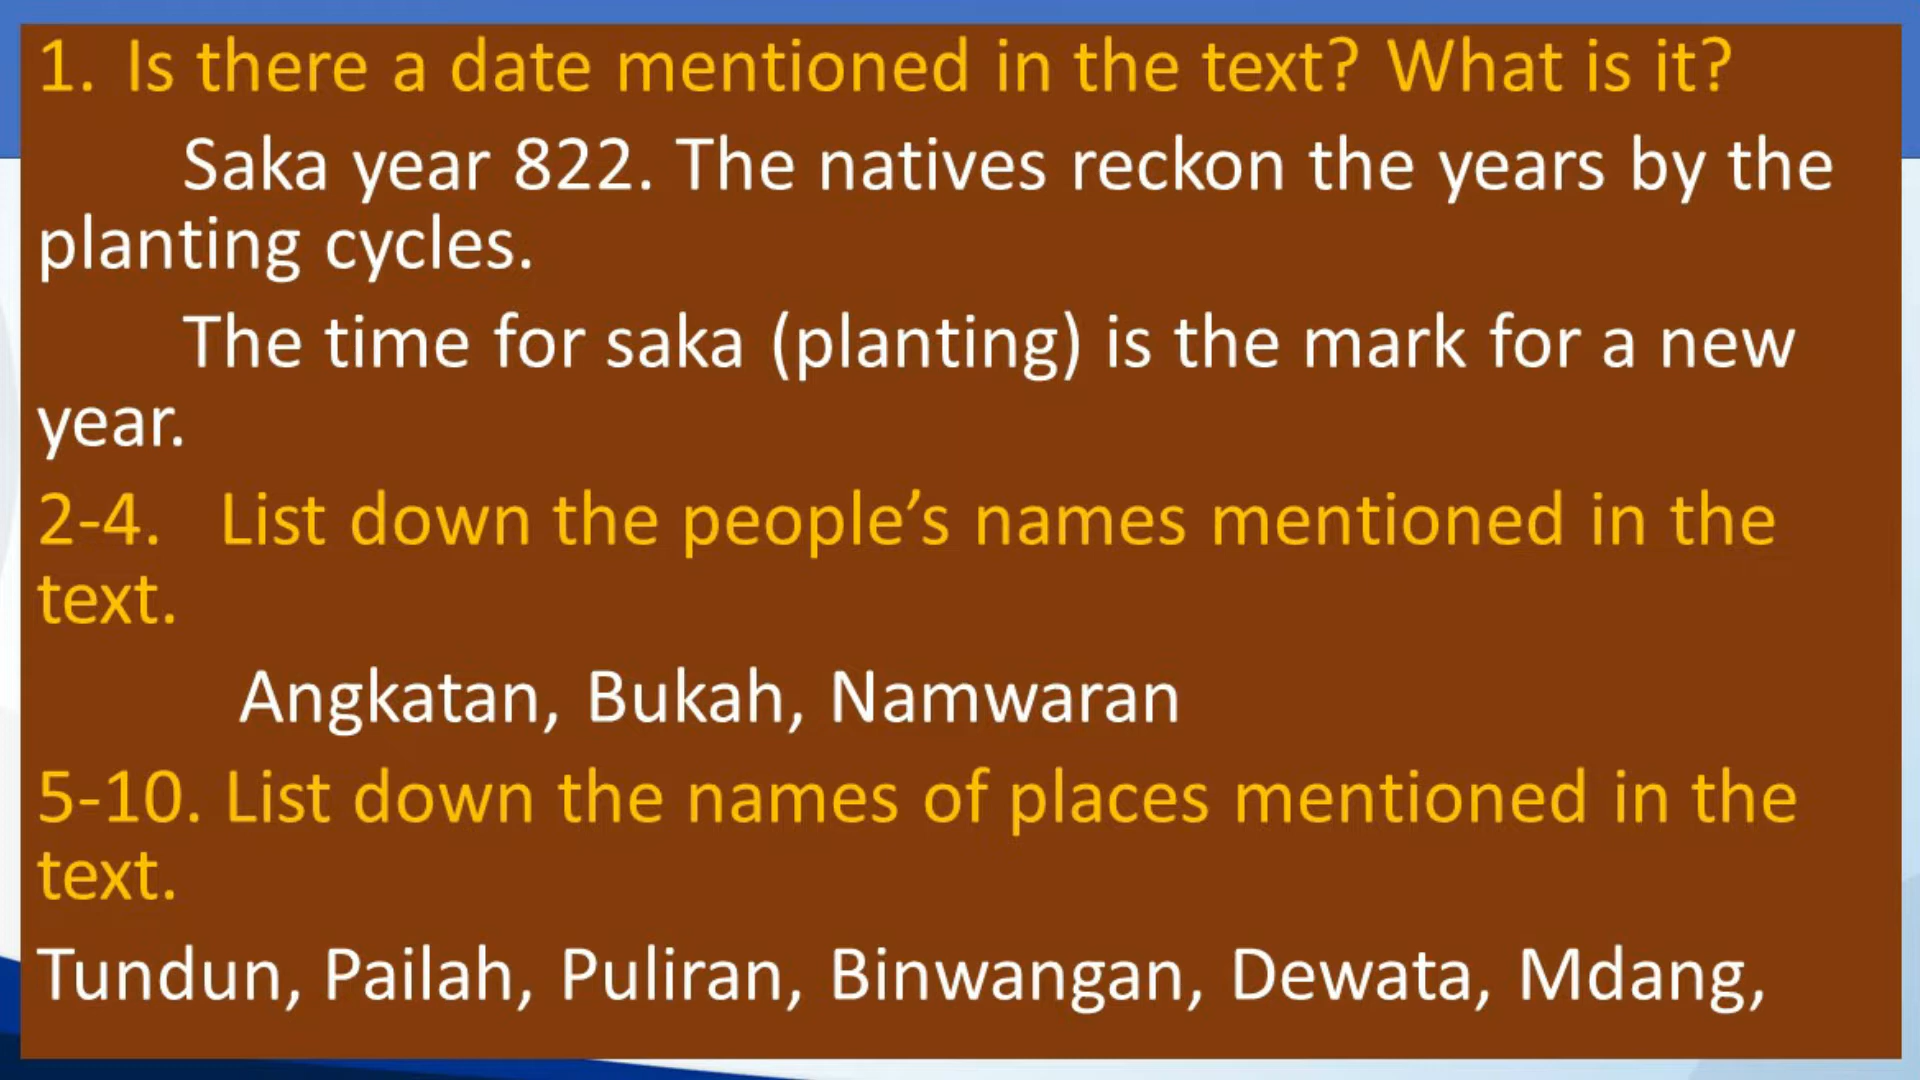 1. Is there a date mentioned in the text? What is it?
Saka year 822. The natives reckon the years by the
planting cycles.
The time for saka (planting) is the mark for a new
year.
2-4. List down the people’s names mentioned in the
text.
Angkatan, Bukah, Namwaran
5-10. List down the names of places mentioned in the
text.
Tundun, Pailah, Puliran, Binwangan, Dewata, Mdang,